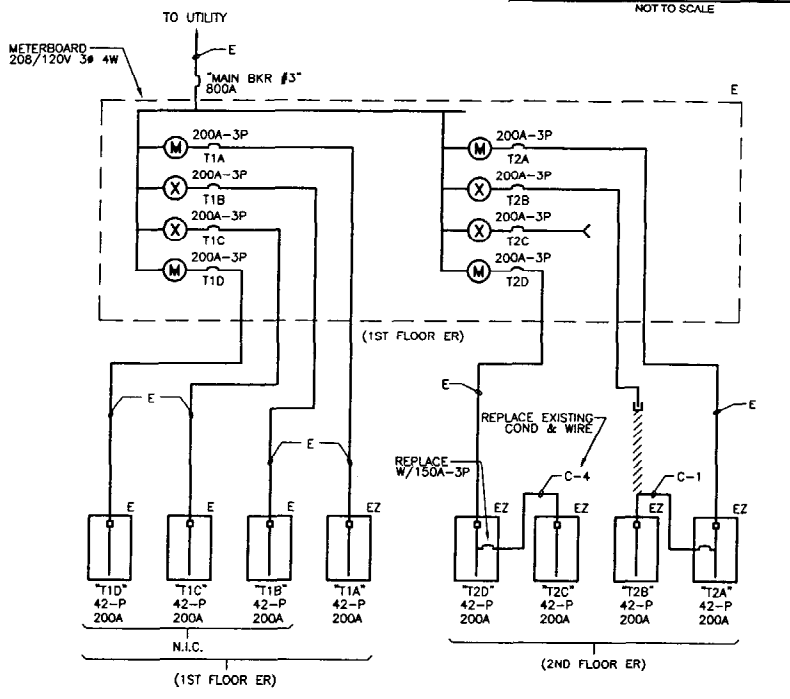 NOT TO SCALE
TO UTILITY
E
METERBOARD
208/120V 3ø 4W
"MAIN BKR #3"
800A
E
200A-3P
M
T1A
200A-3P
X
T1B
200A-3P
X
T1C
200A-3P
M
T1D
200A-3P
M
T2A
200A-3P
X
T2B
200A-3P
X
T2C
200A-3P
M
T2D
(1ST FLOOR ER)
E
E
E
E
REPLACE EXISTING
COND & WIRE
REPLACE
W/150A-3P
C-4
C-1
E
E
E
EZ
EZ
EZ
EZ
EZ
"T1D"
42-P
200A
"T1C"
42-P
200A
"T1B"
42-P
200A
"T1A"
42-P
200A
"T2D"
42-P
200A
"T2C"
42-P
200A
"T2B"
42-P
200A
"T2A"
42-P
200A
N.I.C.
(1ST FLOOR ER)
(2ND FLOOR ER)